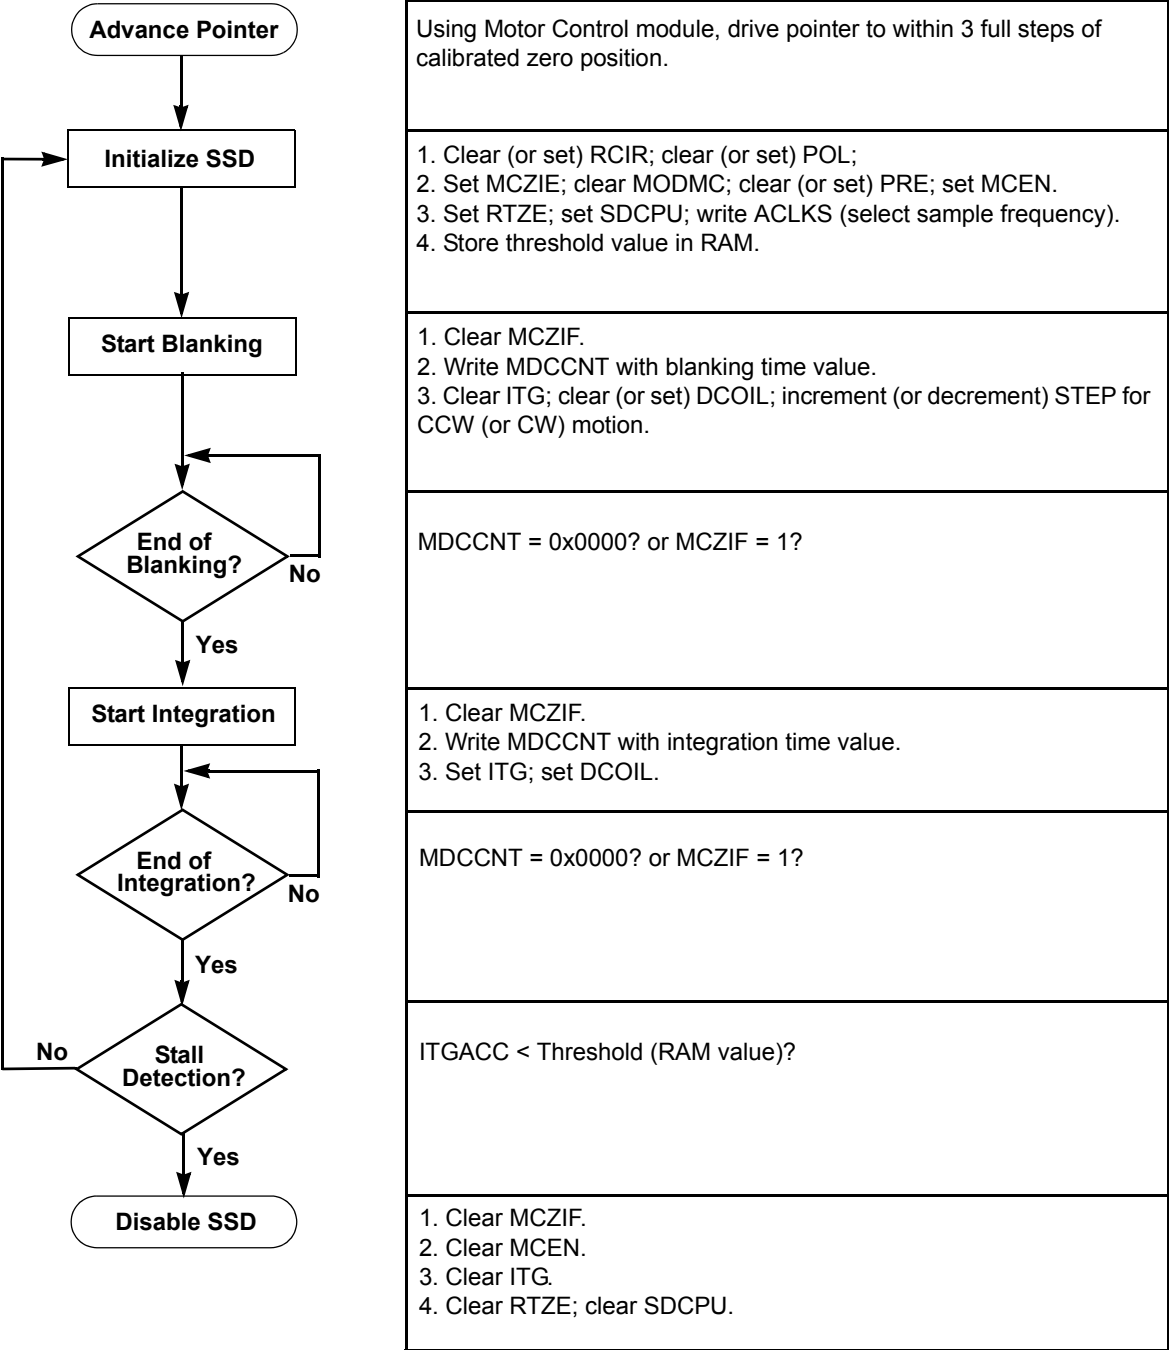 Advance Pointer
Using Motor Control module, drive pointer to within 3 full steps of
calibrated zero position.
Initialize SSD
1. Clear (or set) RCIR; clear (or set) POL;
2. Set MCZIE; clear MODMC; clear (or set) PRE; set MCEN.
3. Set RTZE; set SDCPU; write ACLKS (select sample frequency).
4. Store threshold value in RAM.
Start Blanking
1. Clear MCZIF.
2. Write MDCCNT with blanking time value.
3. Clear ITG; clear (or set) DCOIL; increment (or decrement) STEP for
CCW (or CW) motion.
End of
Blanking?
No
Yes
MDCCNT = 0x0000? or MCZIF = 1?
Start Integration
1. Clear MCZIF.
2. Write MDCCNT with integration time value.
3. Set ITG; set DCOIL.
End of
Integration?
No
Yes
MDCCNT = 0x0000? or MCZIF = 1?
No
Stall
Detection?
Yes
ITGACC < Threshold (RAM value)?
Disable SSD
1. Clear MCZIF.
2. Clear MCEN.
3. Clear ITG.
4. Clear RTZE; clear SDCPU.